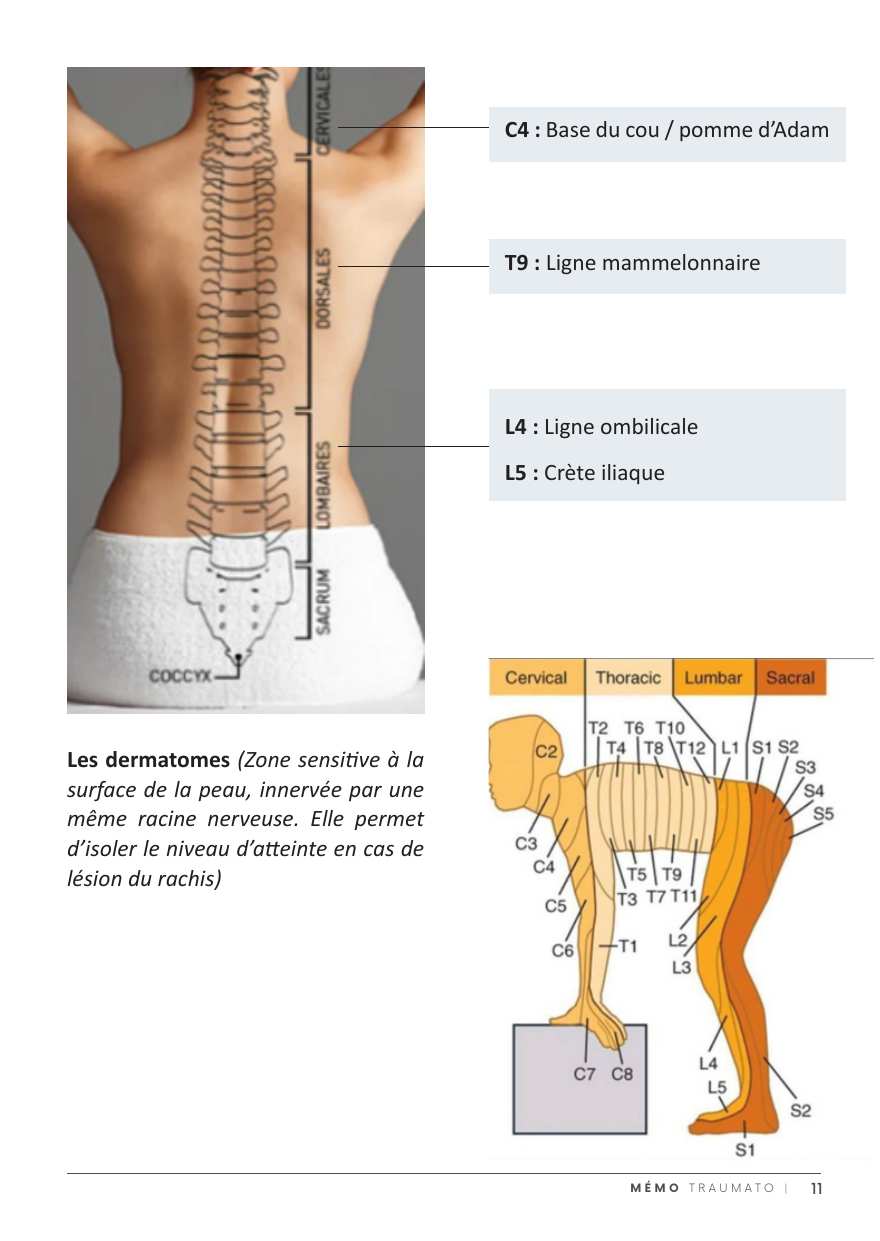 CERVICALES
C4 : Base du cou / pomme d’Adam
DORSALES
T9 : Ligne mammelonnaire
LOMBAIRES
L4 : Ligne ombilicale
L5 : Crète iliaque
SACRUM
COCCYX
Les dermatomes (Zone sensitive à la
surface de la peau, innervée par une
même racine nerveuse. Elle permet
d’isoler le niveau d’atteinte en cas de
lésion du rachis)
Cervical Thoracic Lumbar Sacral
T2 T6 T10
C2 T4 T8 T12 L1 S1 S2
S3
S4
S5
C3
C4 T5 T9
C5 T3 T7 T11
C6 T1 L2
L3
L4
C7 C8
L5
S2
S1
MÉMO TRAUMATO | 11